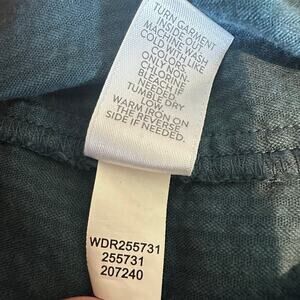 TURN GARMENT
INSIDE OUT
MACHINE WASH
COLD WITH LIKE
COLORS
ONLY NON-
CHLORINE
BLEACH IF
NEEDED
TUMBLE DRY
LOW
WARM IRON ON
THE REVERSE
SIDE IF NEEDED.
WDR255731
255731
207240